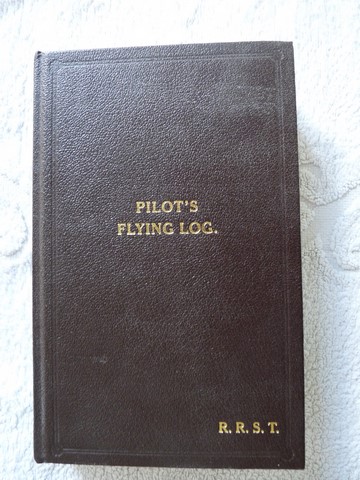 PILOT'S
FLYING LOG.
R. R. S. T.